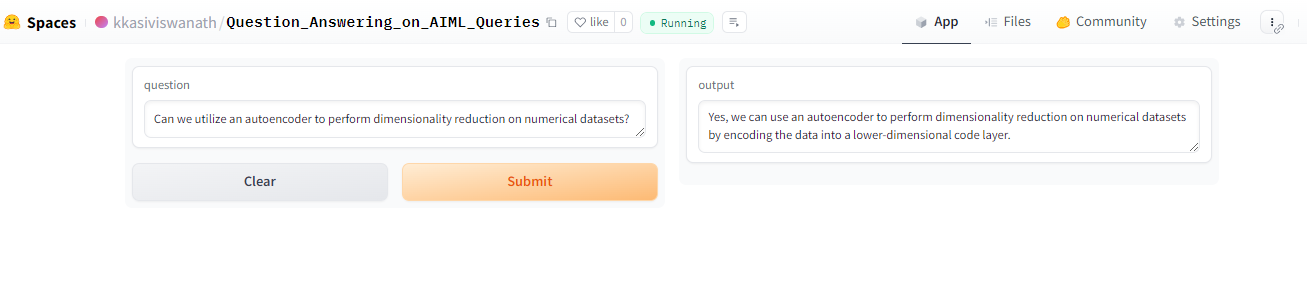 Spaces kkasiviswanath/Question_Answering_on_AIML_Queries like 0 Running App Files Community Settings
question
Can we utilize an autoencoder to perform dimensionality reduction on numerical datasets?
Clear Submit
output
Yes, we can use an autoencoder to perform dimensionality reduction on numerical datasets
by encoding the data into a lower-dimensional code layer.